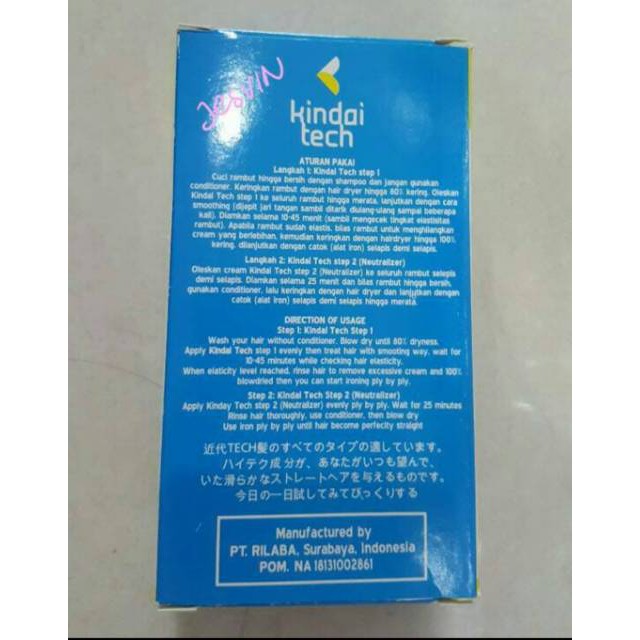 JESVIN
kindai
tech
ATURAN PAKAI
Langkah 1: Kindai Tech step 1
Cuci rambut hingga bersih dengan shampoo dan jangan gunakan
conditioner. Keringkan rambut dengan hair dryer hingga 80% kering. Oleskan
Kindai Tech step 1 ke seluruh rambut hingga merata, lanjutkan dengan cara
smoothing (dijepit jari tangan sambil ditarik diulang-ulang sampai beberapa
kali). Diamkan selama 10-45 menit (sambil mengecek tingkat elastisitas
rambut). Apabila rambut sudah elastis, bilas rambut untuk menghilangkan
cream yang berlebihan, kemudian keringkan dengan hairdryer hingga 100%
kering, dilanjutkan dengan catok (alat iron) selapis demi selapis.
Langkah 2: Kindai Tech step 2 (Neutralizer)
Oleskan cream Kindai Tech step 2 (Neutralizer) ke seluruh rambut selapis
demi selapis. Diamkan selama 25 menit dan bilas rambut hingga bersih,
gunakan conditioner, lalu keringkan dengan hair dryer dan lanjutkan dengan
catok (alat iron) selapis demi selapis hingga merata.
DIRECTION OF USAGE
Step 1: Kindai Tech Step 1
Wash your hair without conditioner. Blow dry until 80% dryness.
Apply Kindai Tech step 1 evenly then treat hair with smooting way, wait for
10-45 minutes while checking hair elasticity.
When elaticity level reached, rinse hair to remove excessive cream and 100%
blowdried then you can start ironing ply by ply.
Step 2: Kindai Tech Step 2 (Neutralizer)
Apply Kinday Tech step 2 (Neutralizer) evenly ply by ply. Wait for 25 minutes
Rinse hair thoroughly, use conditioner, then blow dry
Use iron ply by ply until hair become perfeclty straight
近代TECH髪のすべてのタイプの適しています。
ハイテク成分が、あなたがいつも望んで、
いた滑らかなストレートヘアを与えるものです。
今日の一日試してみてびっくりする
Manufactured by
PT. RILABA, Surabaya, Indonesia
POM. NA 18131002861